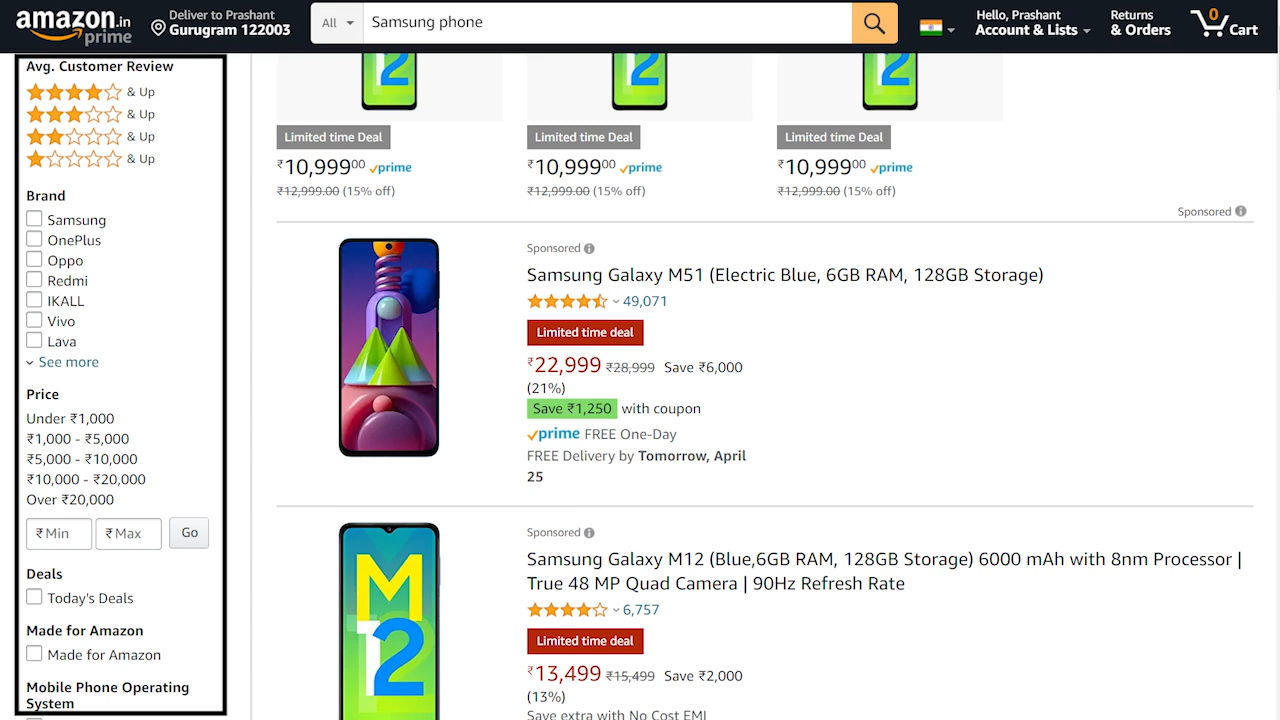 amazon.in
prime
Deliver to Prashant
Gurugram 122003
All
Samsung phone
Hello, Prashant
Account & Lists
Returns
& Orders
0
Cart
Avg. Customer Review
& Up
& Up
& Up
& Up
Brand
Samsung
OnePlus
Oppo
Redmi
IKALL
Vivo
Lava
See more
Price
Under ₹1,000
₹1,000 - ₹5,000
₹5,000 - ₹10,000
₹10,000 - ₹20,000
Over ₹20,000
₹ Min
₹ Max
Go
Deals
Today's Deals
Made for Amazon
Made for Amazon
Mobile Phone Operating
System
12
12
12
Limited time Deal
Limited time Deal
Limited time Deal
₹10,99900 prime
₹10,99900 prime
₹10,99900 prime
₹12,999.00 (15% off)
₹12,999.00 (15% off)
₹12,999.00 (15% off)
Sponsored
Sponsored
Samsung Galaxy M51 (Electric Blue, 6GB RAM, 128GB Storage)
49,071
Limited time deal
₹22,999 ₹28,999 Save ₹6,000
(21%)
Save ₹1,250 with coupon
prime FREE One-Day
FREE Delivery by Tomorrow, April
25
M
12
Sponsored
Samsung Galaxy M12 (Blue,6GB RAM, 128GB Storage) 6000 mAh with 8nm Processor |
True 48 MP Quad Camera | 90Hz Refresh Rate
6,757
Limited time deal
₹13,499 ₹15,499 Save ₹2,000
(13%)
Save extra with No Cost EMI